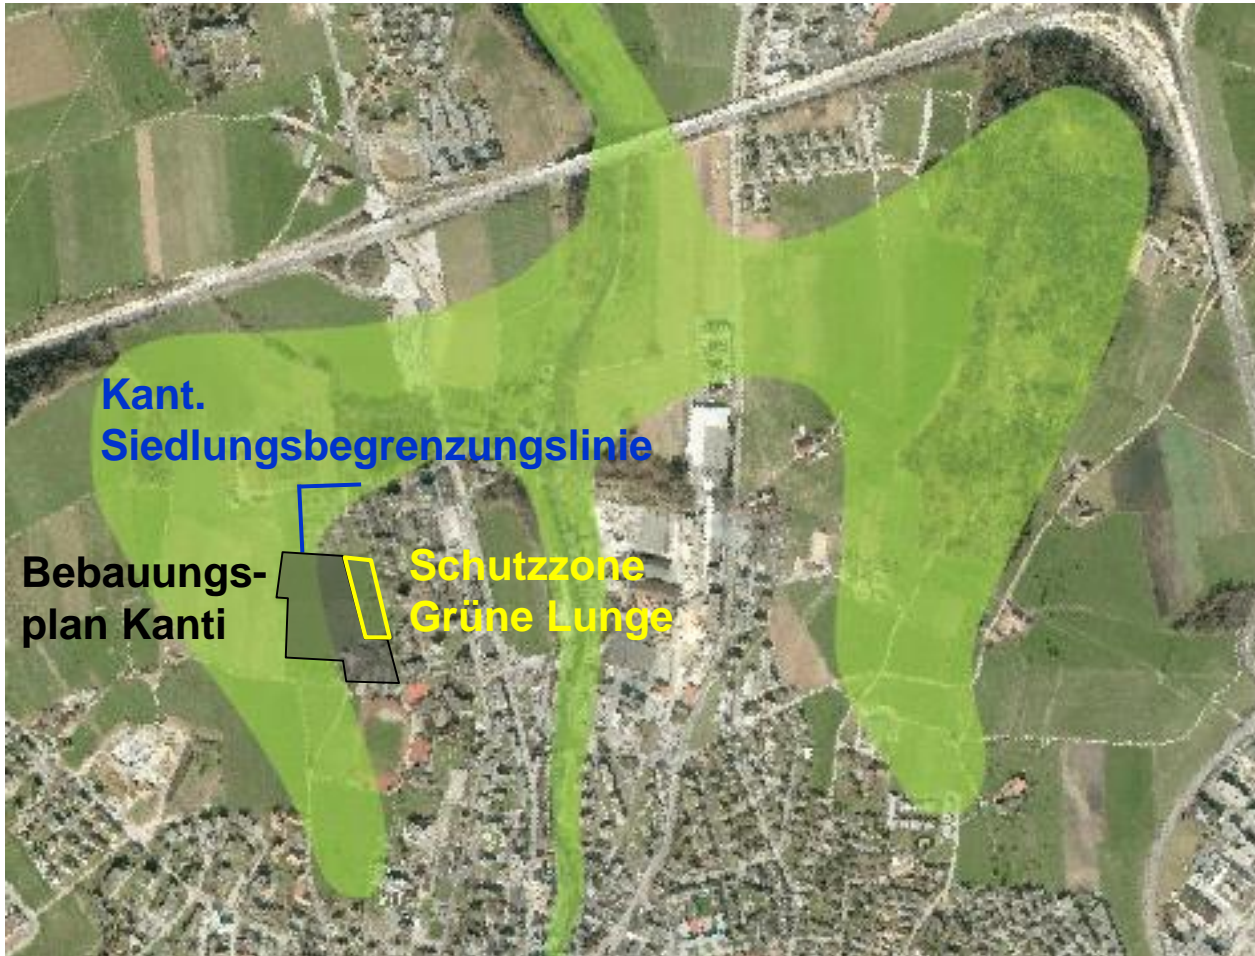 Kant.
Siedlungsbegrenzungslinie
Bebauungs-
plan Kanti
Schutzzone
Grüne Lunge